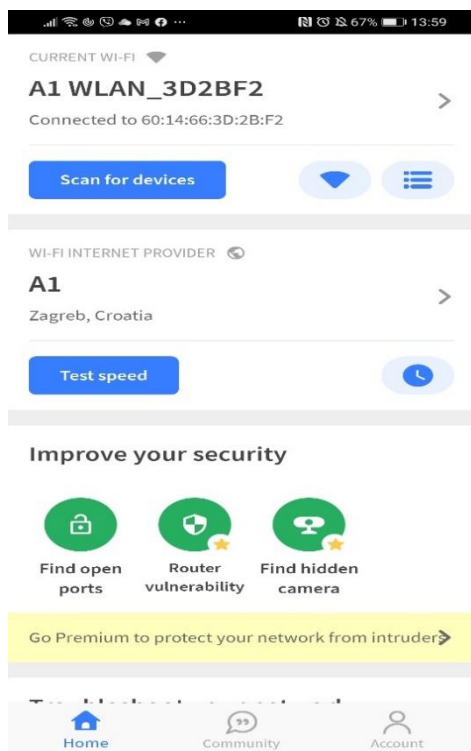 67% 13:59
CURRENT WI-FI
A1 WLAN_3D2BF2
Connected to 60:14:66:3D:2B:F2
Scan for devices
WI-FI INTERNET PROVIDER
A1
Zagreb, Croatia
Test speed
Improve your security
Find open ports
Router vulnerability
Find hidden camera
Go Premium to protect your network from intruders
Home
Community
Account